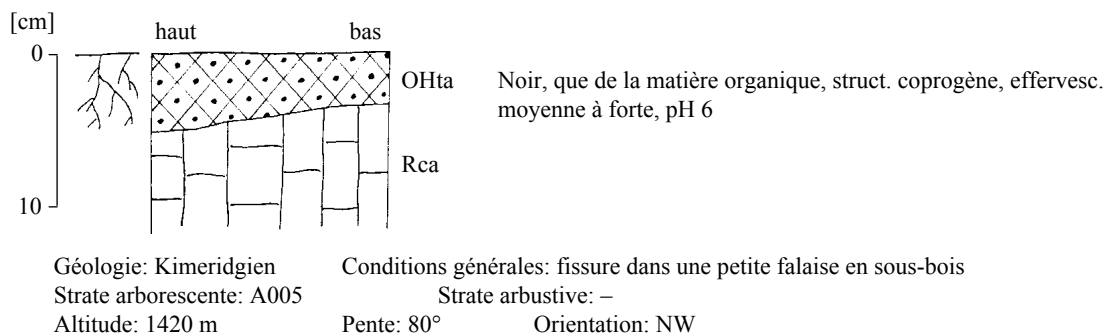 [cm]
haut bas
0
OHta Noir, que de la matière organique, struct. coprogène, effervesc.
moyenne à forte, pH 6
Rca
10
Géologie: Kimeridgien Conditions générales: fissure dans une petite falaise en sous-bois
Strate arborescente: A005 Strate arbustive: –
Altitude: 1420 m Pente: 80° Orientation: NW